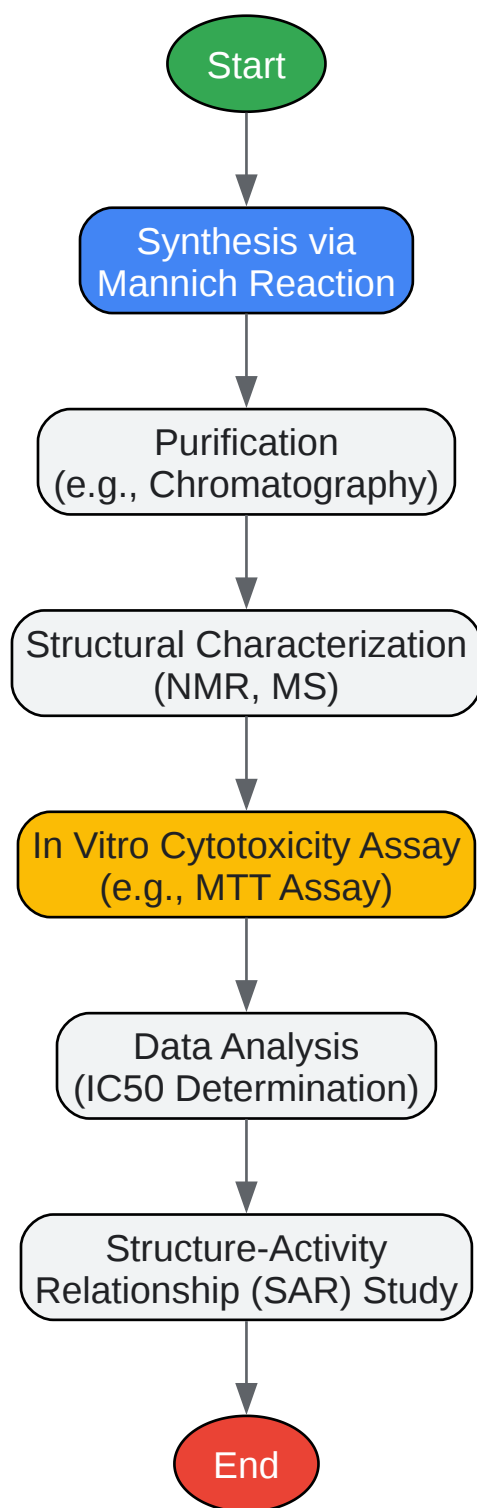 Start
Synthesis via
Mannich Reaction
Purification
(e.g., Chromatography)
Structural Characterization
(NMR, MS)
In Vitro Cytotoxicity Assay
(e.g., MTT Assay)
Data Analysis
(IC50 Determination)
Structure-Activity
Relationship (SAR) Study
End